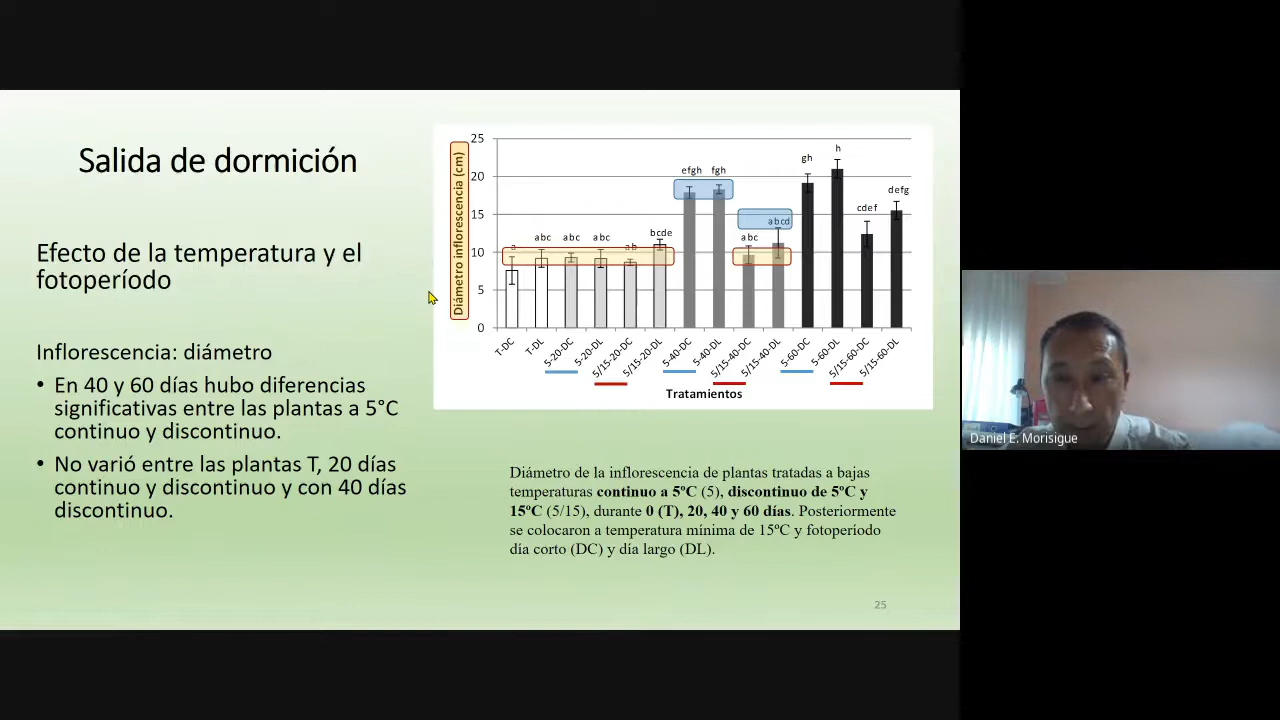 Salida de dormición
Efecto de la temperatura y el
fotoperíodo
Inflorescencia: diámetro
• En 40 y 60 días hubo diferencias
significativas entre las plantas a 5°C
continuo y discontinuo.
• No varió entre las plantas T, 20 días
continuo y discontinuo y con 40 días
discontinuo.
Diámetro inflorescencia (cm)
25
20
15
10
5
0
a
abc
abc
abc
ab
bcde
efgh
fgh
abc
abcd
gh
h
cdef
defg
T-DC
T-DL
5-20-DC
5-20-DL
5/15-20-DC
5/15-20-DL
5-40-DC
5-40-DL
5/15-40-DC
5/15-40-DL
5-60-DC
5-60-DL
5/15-60-DC
5/15-60-DL
Tratamientos
Diámetro de la inflorescencia de plantas tratadas a bajas
temperaturas continuo a 5ºC (5), discontinuo de 5ºC y
15ºC (5/15), durante 0 (T), 20, 40 y 60 días. Posteriormente
se colocaron a temperatura mínima de 15ºC y fotoperíodo
día corto (DC) y día largo (DL).
25
Daniel E. Morisigue